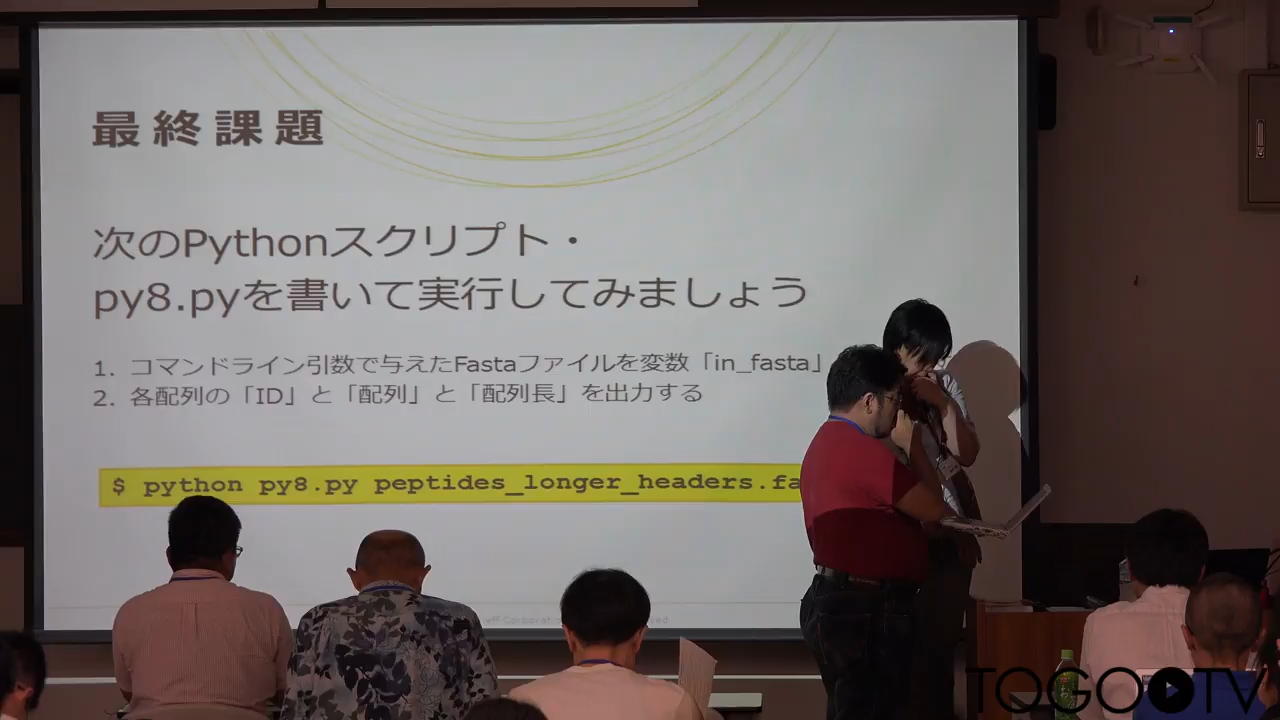 最終課題
次のPythonスクリプト・
py8.pyを書いて実行してみましょう
1. コマンドライン引数で与えたFastaファイルを変数「in_fasta」
2. 各配列の「ID」と「配列」と「配列長」を出力する
$ python py8.py peptides_longer_headers.fa
TOGOTV